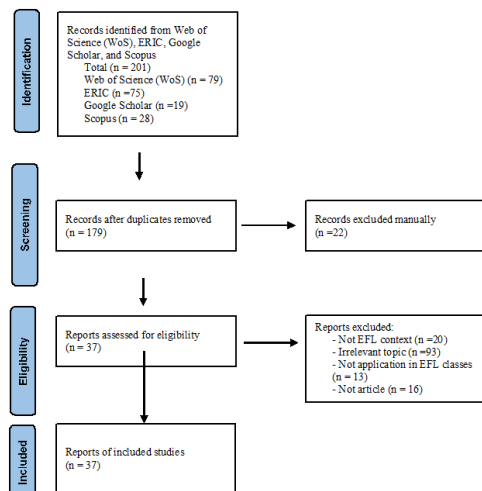 Identification
Records identified from Web of
Science (WoS), ERIC, Google
Scholar, and Scopus
Total (n = 201)
Web of Science (WoS) (n = 79)
ERIC (n =75)
Google Scholar (n =19)
Scopus (n = 28)
Screening
Records after duplicates removed
(n = 179)
Records excluded manually
(n =22)
Eligibility
Reports assessed for eligibility
(n = 37)
Reports excluded:
- Not EFL context (n =20)
- Irrelevant topic (n =93)
- Not application in EFL classes
(n = 13)
- Not article (n = 16)
Included
Reports of included studies
(n = 37)